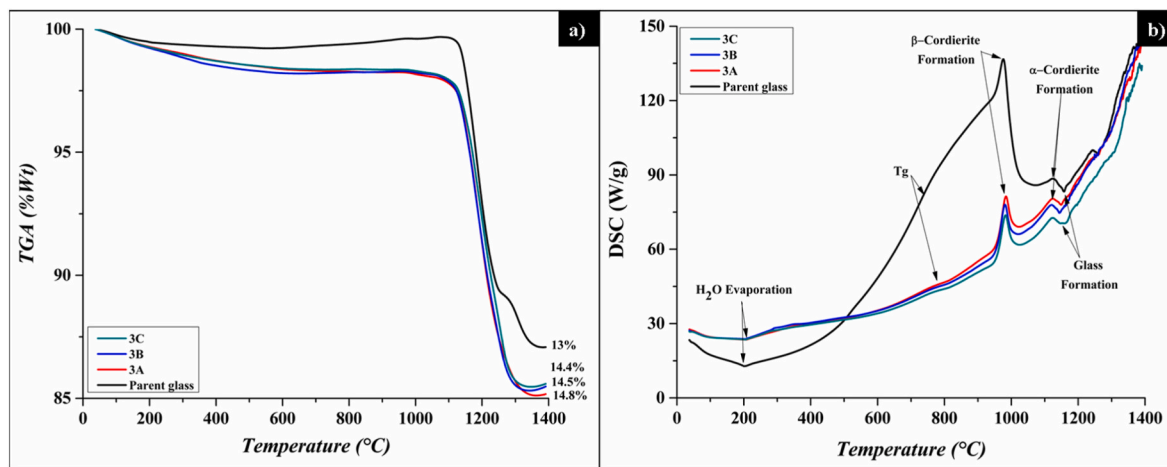 a)
100
95
90
85
TGA (%Wt)
3C
3B
3A
Parent glass
13%
14.4%
14.5%
14.8%
0 200 400 600 800 1000 1200 1400
Temperature (°C)
b)
150
120
90
60
30
0
DSC (W/g)
3C
3B
3A
Parent glass
β–Cordierite
Formation
α–Cordierite
Formation
Tg
H₂O Evaporation
Glass
Formation
0 200 400 600 800 1000 1200 1400
Temperature (°C)